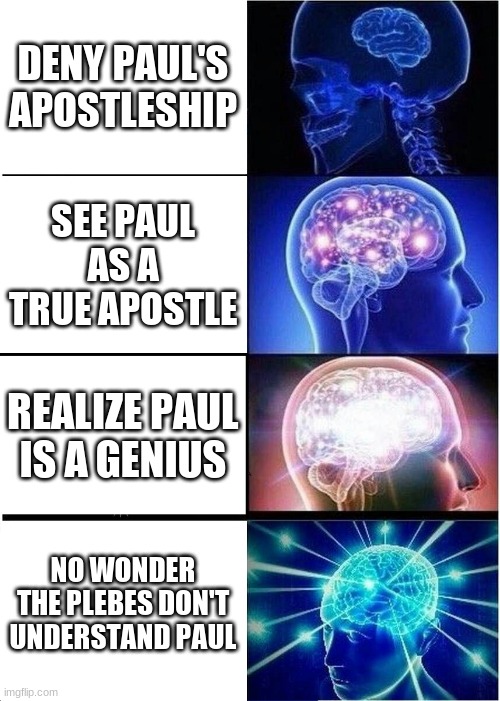 DENY PAUL'S
APOSTLESHIP
SEE PAUL
AS A
TRUE APOSTLE
REALIZE PAUL
IS A GENIUS
NO WONDER
THE PLEBES DON'T
UNDERSTAND PAUL
imgflip.com